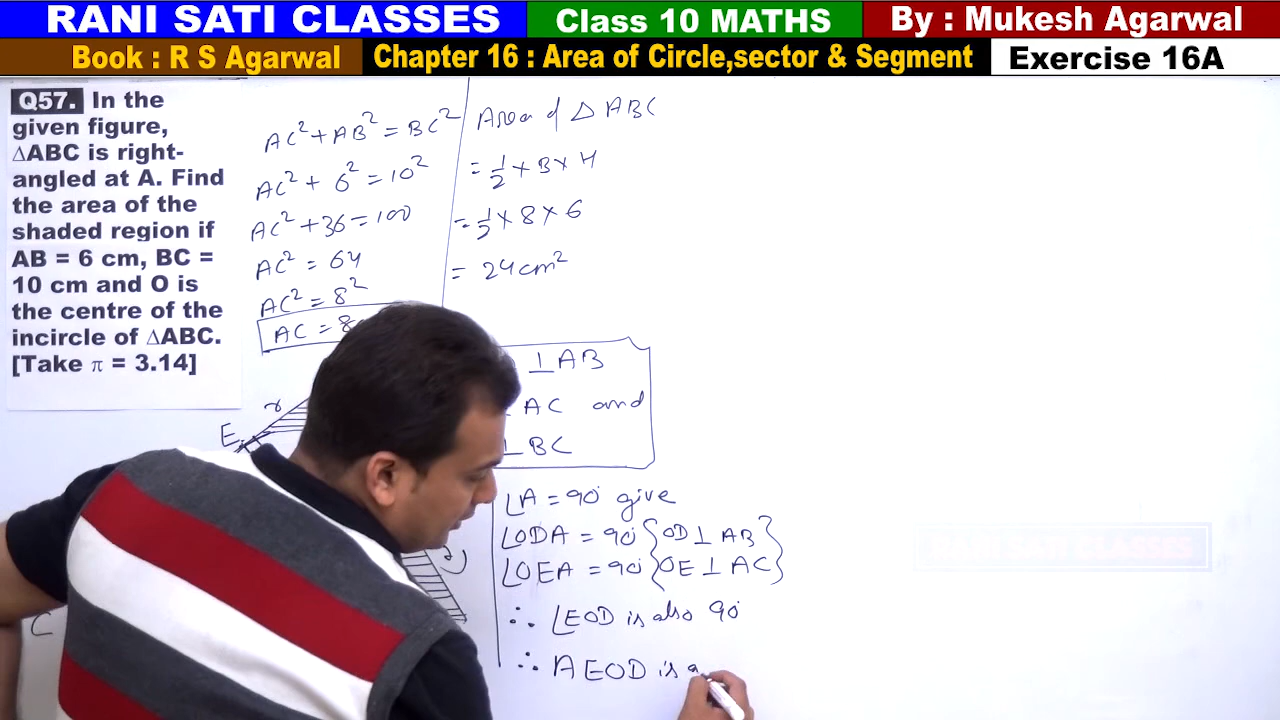 RANI SATI CLASSES
Class 10 MATHS
By : Mukesh Agarwal
Book : R S Agarwal
Chapter 16 : Area of Circle,sector & Segment
Exercise 16A
Q57. In the
given figure,
∆ABC is right-
angled at A. Find
the area of the
shaded region if
AB = 6 cm, BC =
10 cm and O is
the centre of the
incircle of ∆ABC.
[Take π = 3.14]
AC² + AB² = BC²
AC² + 6² = 10²
AC² + 36 = 100
AC² = 64
AC² = 8²
AC = 8
Area of ∆ ABC
= 1/2 × B × H
= 1/2 × 8 × 6
= 24 cm²
⊥ AB
AC and
⊥ BC
r
E
C
∠A = 90° give
∠ODA = 90° {OD ⊥ AB}
∠OEA = 90° {OE ⊥ AC}
∴ ∠EOD is also 90°
∴ AEOD is a
RANI SATI CLASSES